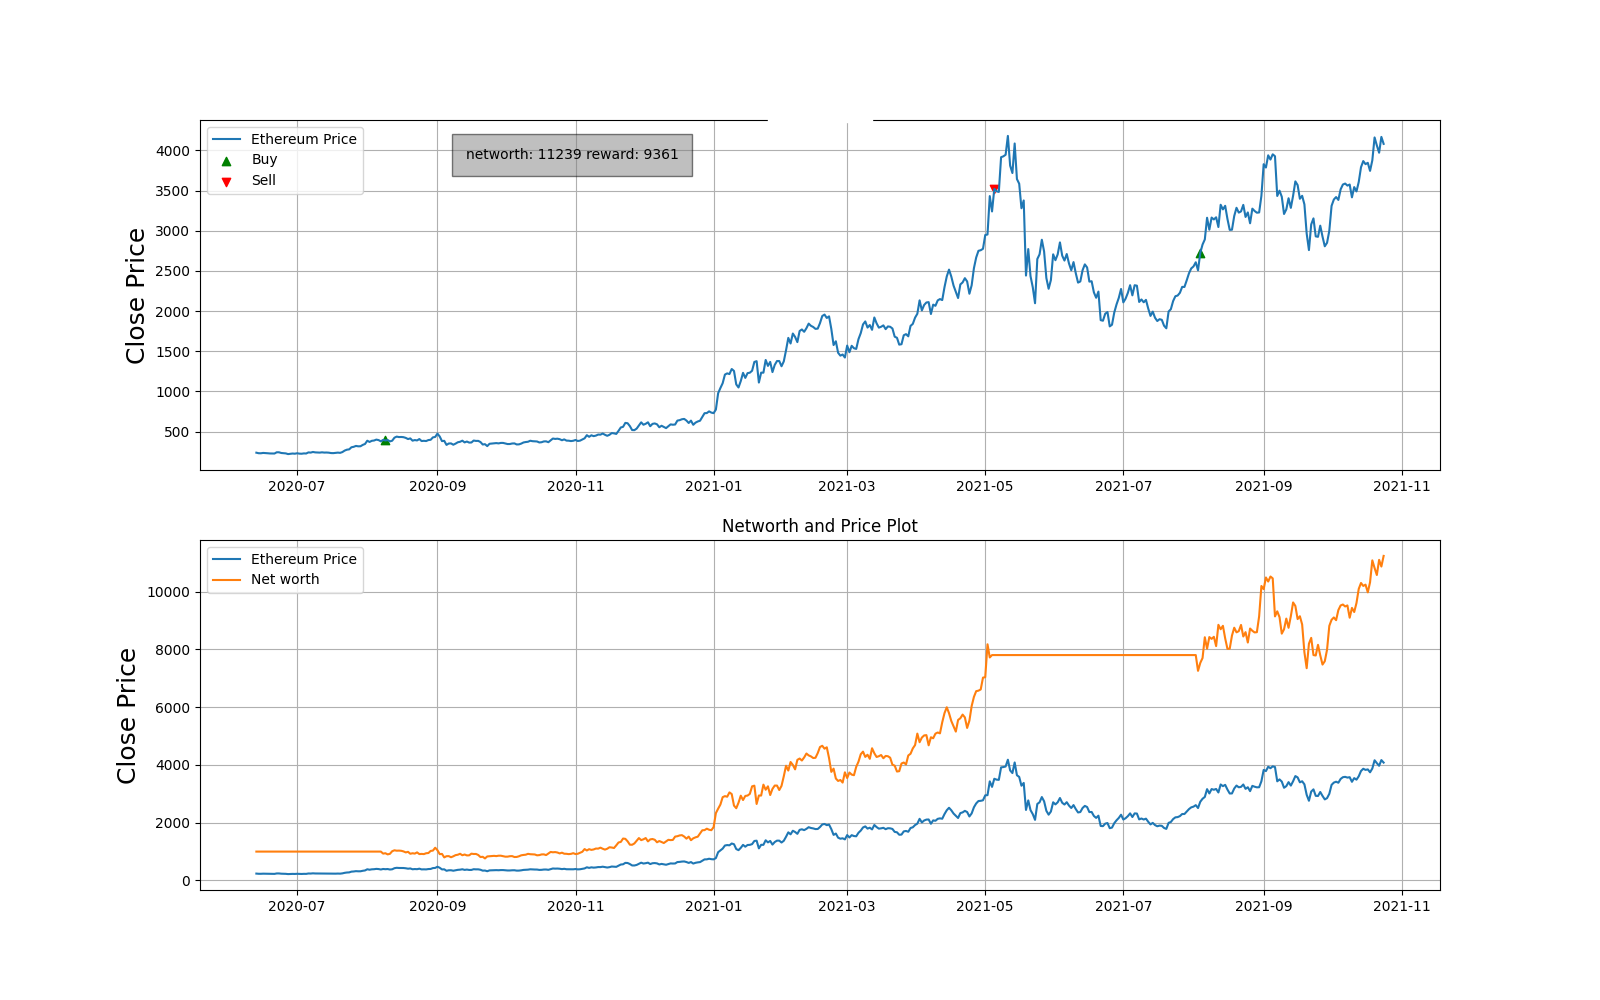 Ethereum Price
Buy
Sell
networth: 11239 reward: 9361
Close Price
4000
3500
3000
2500
2000
1500
1000
500
2020-07 2020-09 2020-11 2021-01 2021-03 2021-05 2021-07 2021-09 2021-11
Networth and Price Plot
Ethereum Price
Net worth
Close Price
10000
8000
6000
4000
2000
0
2020-07 2020-09 2020-11 2021-01 2021-03 2021-05 2021-07 2021-09 2021-11